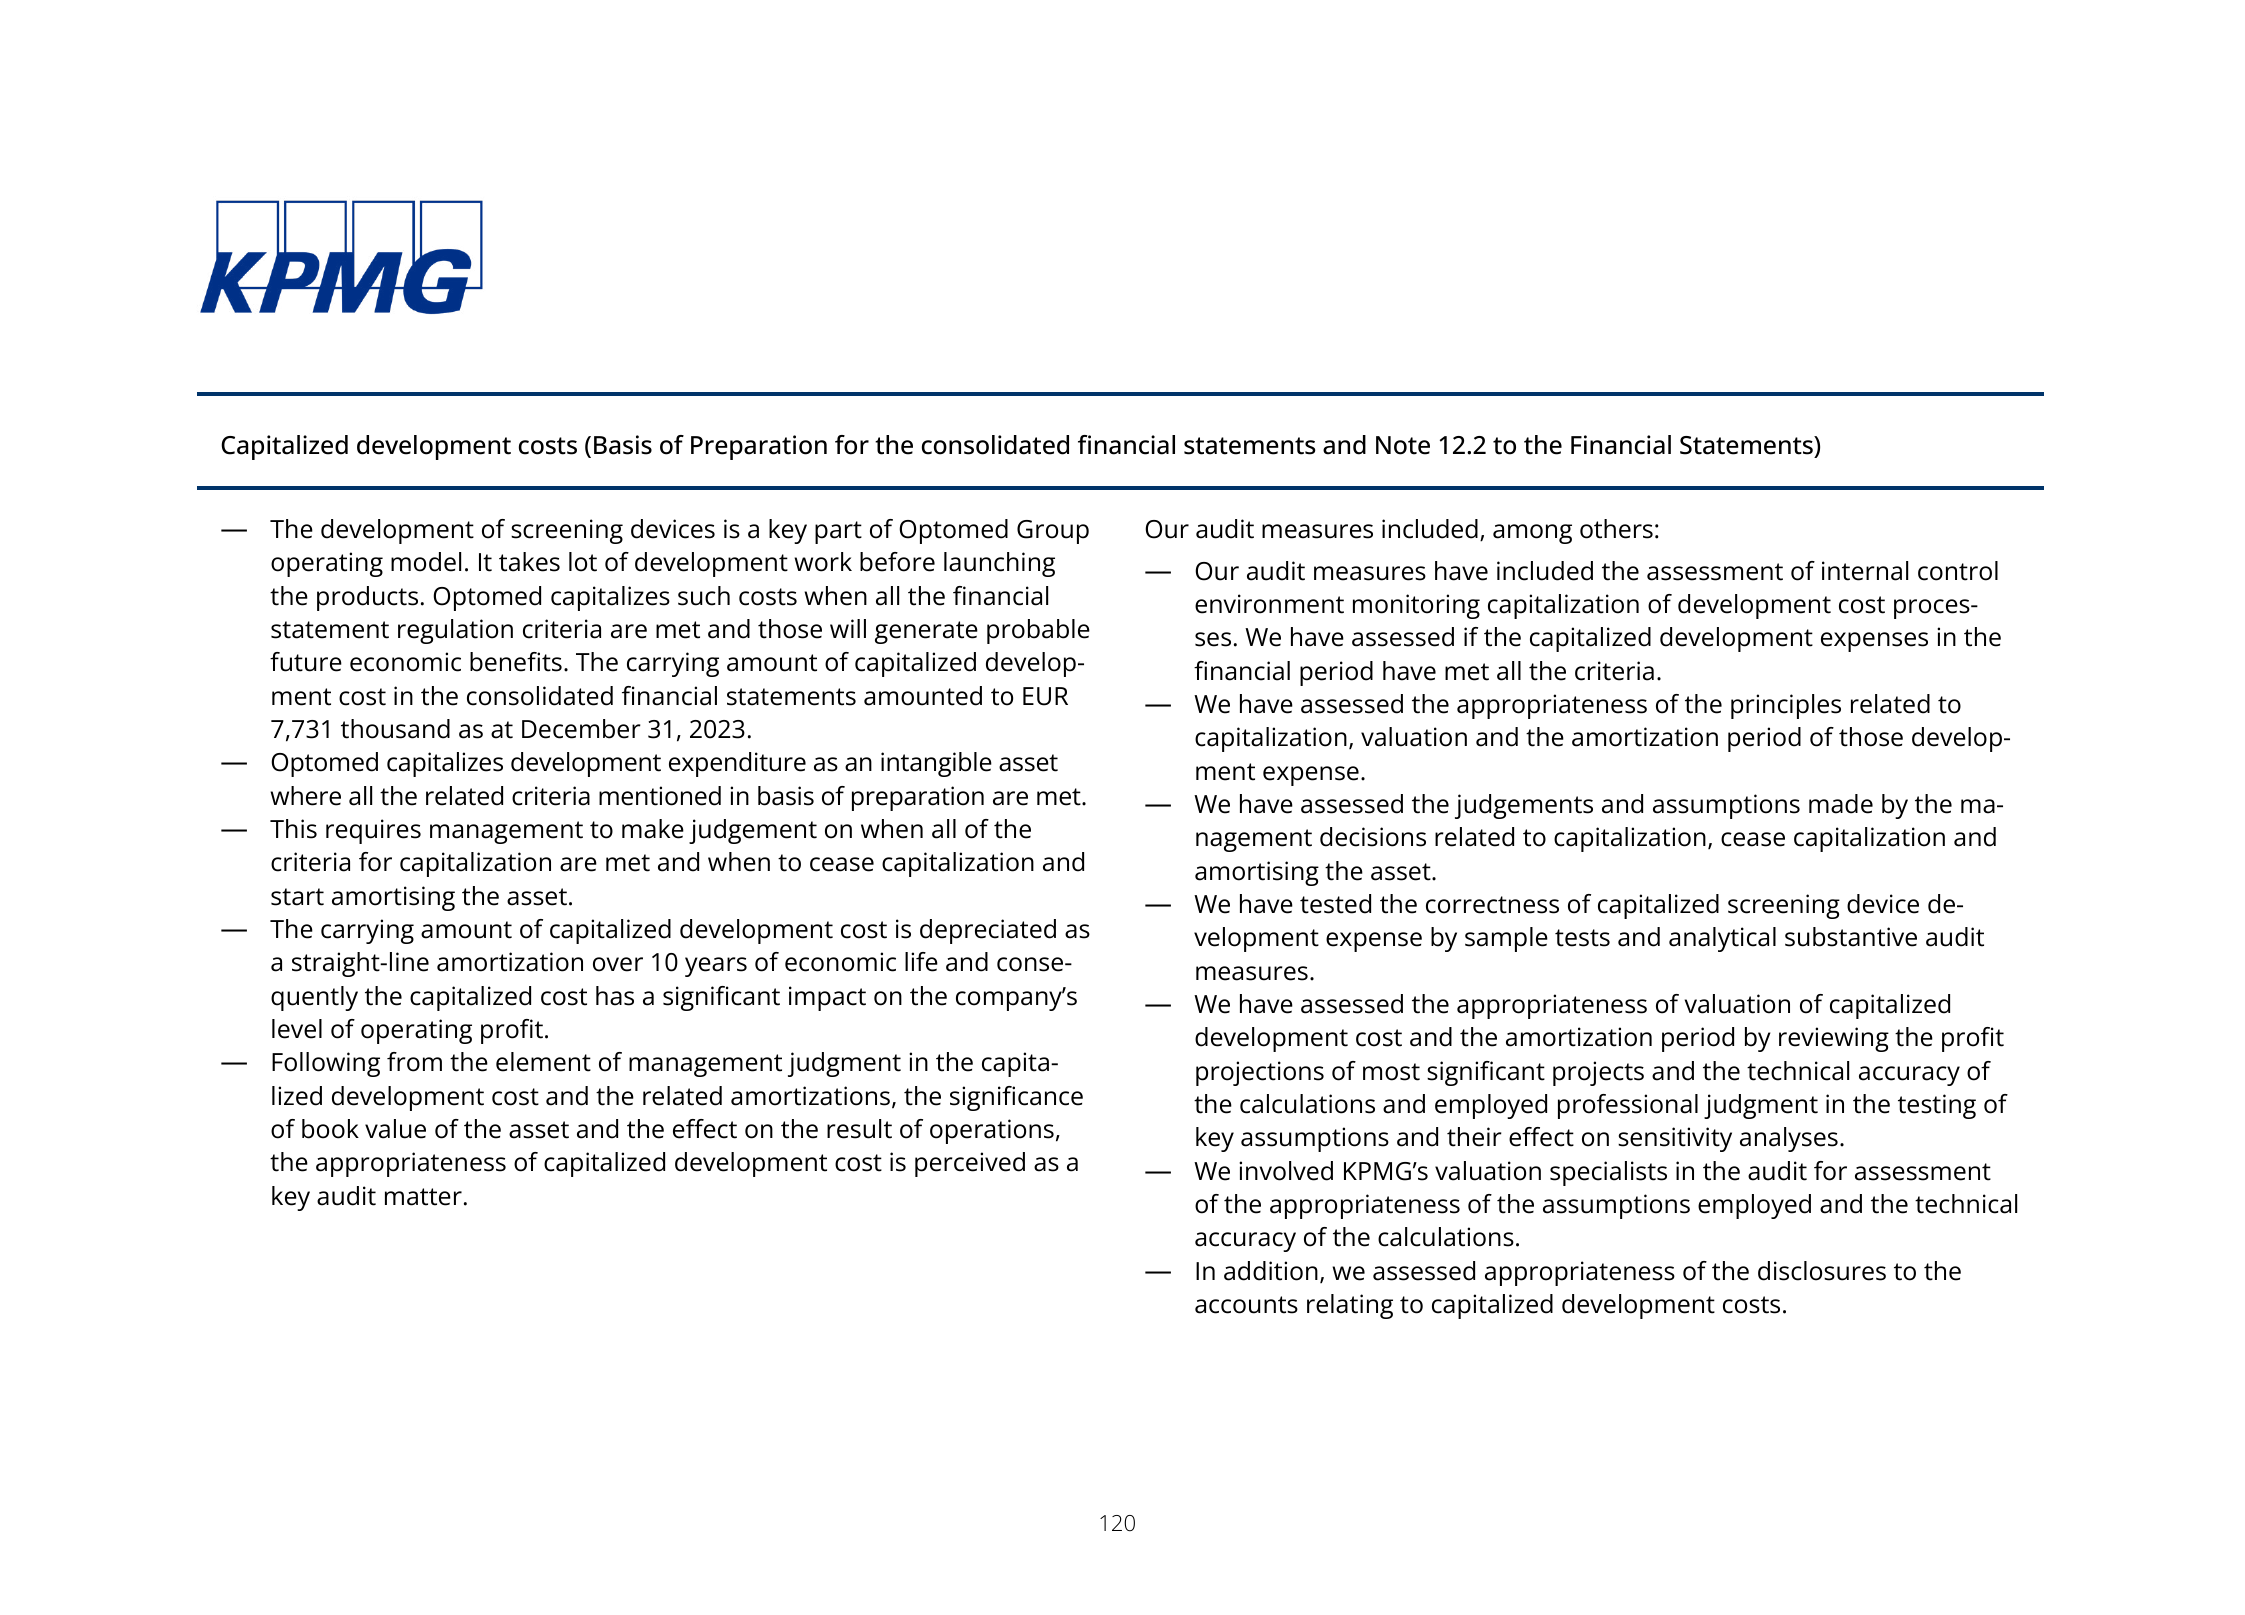 KPMG
Capitalized development costs (Basis of Preparation for the consolidated financial statements and Note 12.2 to the Financial Statements)
— The development of screening devices is a key part of Optomed Group
operating model. It takes lot of development work before launching
the products. Optomed capitalizes such costs when all the financial
statement regulation criteria are met and those will generate probable
future economic benefits. The carrying amount of capitalized develop-
ment cost in the consolidated financial statements amounted to EUR
7,731 thousand as at December 31, 2023.
— Optomed capitalizes development expenditure as an intangible asset
where all the related criteria mentioned in basis of preparation are met.
— This requires management to make judgement on when all of the
criteria for capitalization are met and when to cease capitalization and
start amortising the asset.
— The carrying amount of capitalized development cost is depreciated as
a straight-line amortization over 10 years of economic life and conse-
quently the capitalized cost has a significant impact on the company’s
level of operating profit.
— Following from the element of management judgment in the capita-
lized development cost and the related amortizations, the significance
of book value of the asset and the effect on the result of operations,
the appropriateness of capitalized development cost is perceived as a
key audit matter.
Our audit measures included, among others:
— Our audit measures have included the assessment of internal control
environment monitoring capitalization of development cost proces-
ses. We have assessed if the capitalized development expenses in the
financial period have met all the criteria.
— We have assessed the appropriateness of the principles related to
capitalization, valuation and the amortization period of those develop-
ment expense.
— We have assessed the judgements and assumptions made by the ma-
nagement decisions related to capitalization, cease capitalization and
amortising the asset.
— We have tested the correctness of capitalized screening device de-
velopment expense by sample tests and analytical substantive audit
measures.
— We have assessed the appropriateness of valuation of capitalized
development cost and the amortization period by reviewing the profit
projections of most significant projects and the technical accuracy of
the calculations and employed professional judgment in the testing of
key assumptions and their effect on sensitivity analyses.
— We involved KPMG’s valuation specialists in the audit for assessment
of the appropriateness of the assumptions employed and the technical
accuracy of the calculations.
— In addition, we assessed appropriateness of the disclosures to the
accounts relating to capitalized development costs.
120